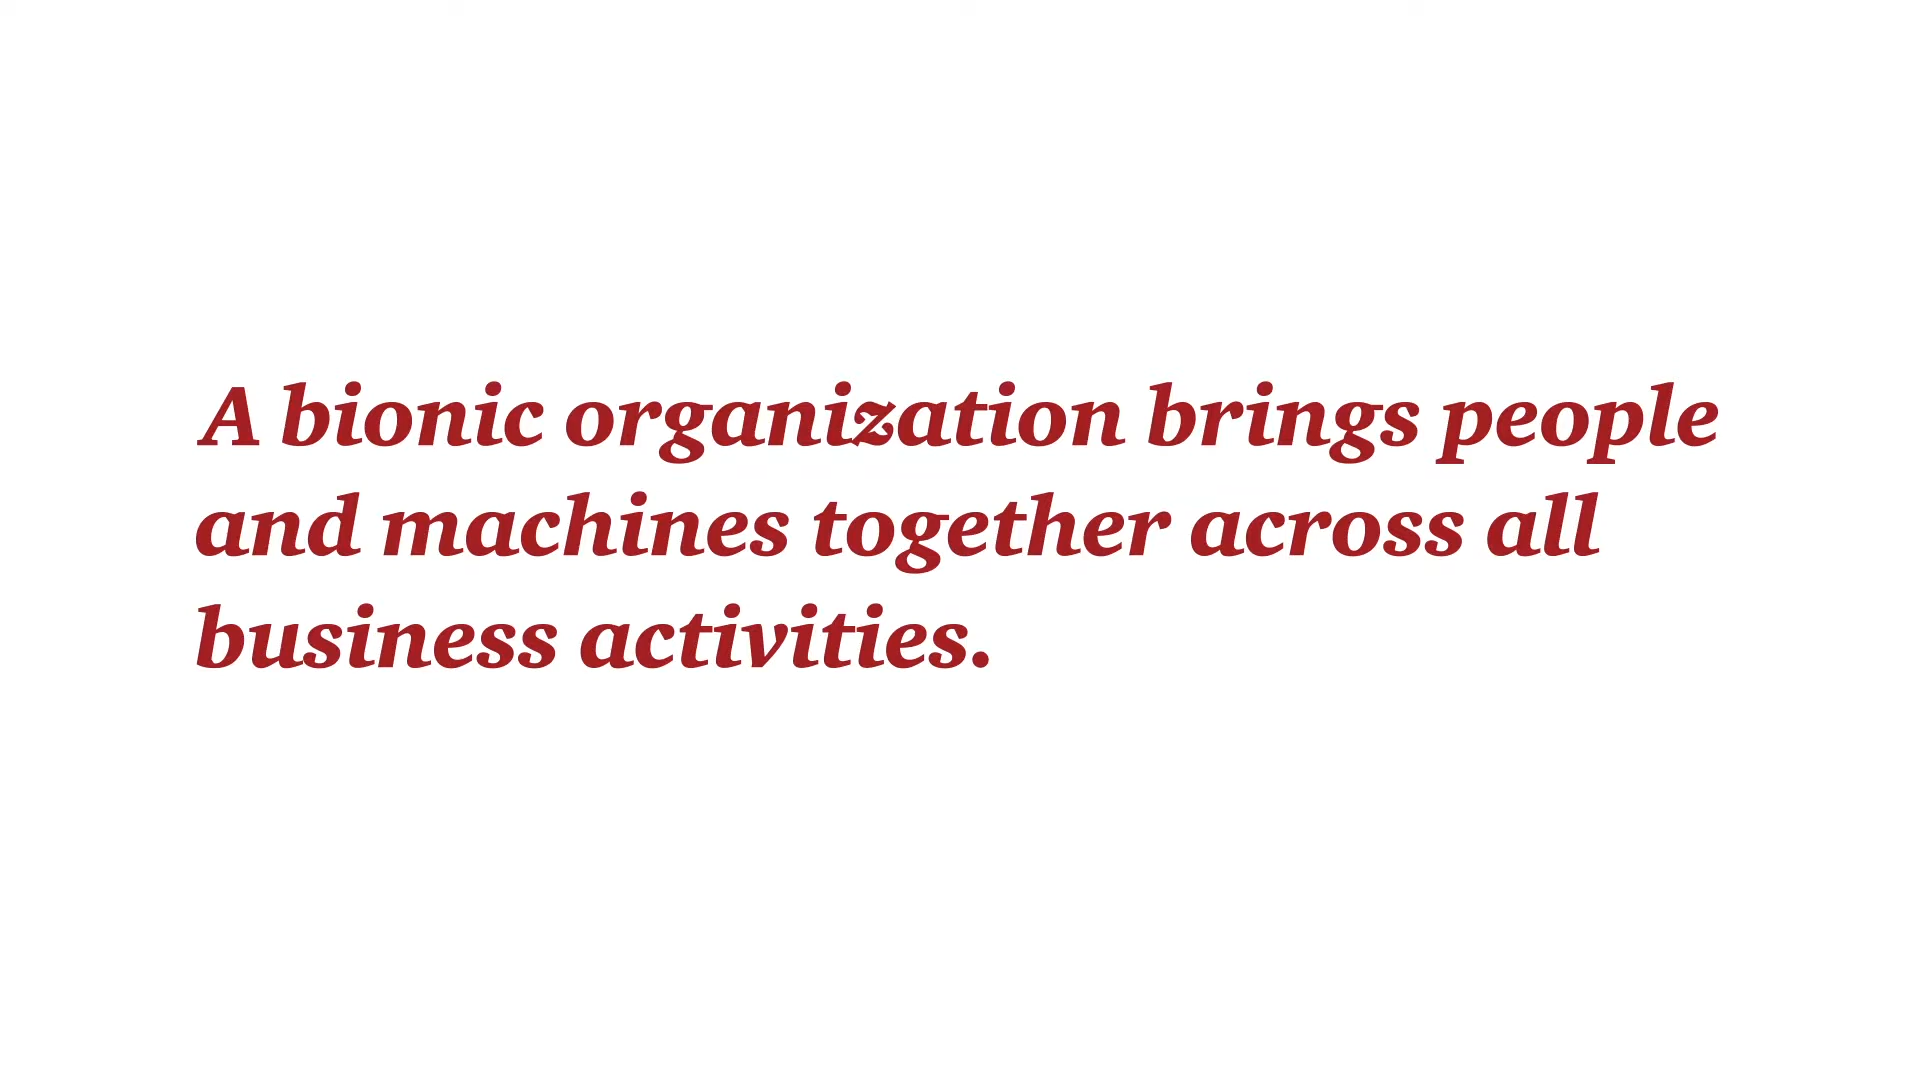 A bionic organization brings people
and machines together across all
business activities.